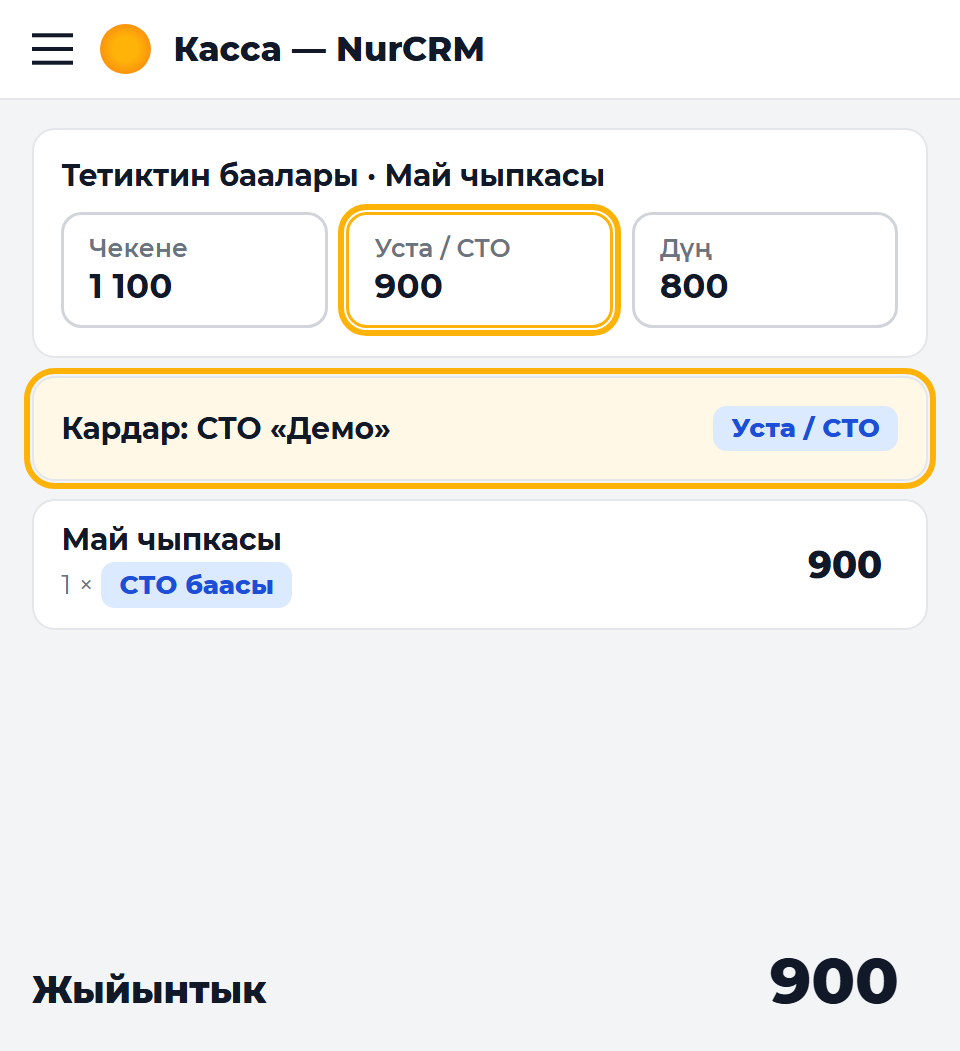 Касса — NurCRM
Тетиктин баалары · Май чыпкасы
Чекене
1 100
Уста / СТО
900
Дүң
800
Кардар: СТО «Демо»
Уста / СТО
Май чыпкасы
1 × СТО баасы
900
Жыйынтык
900